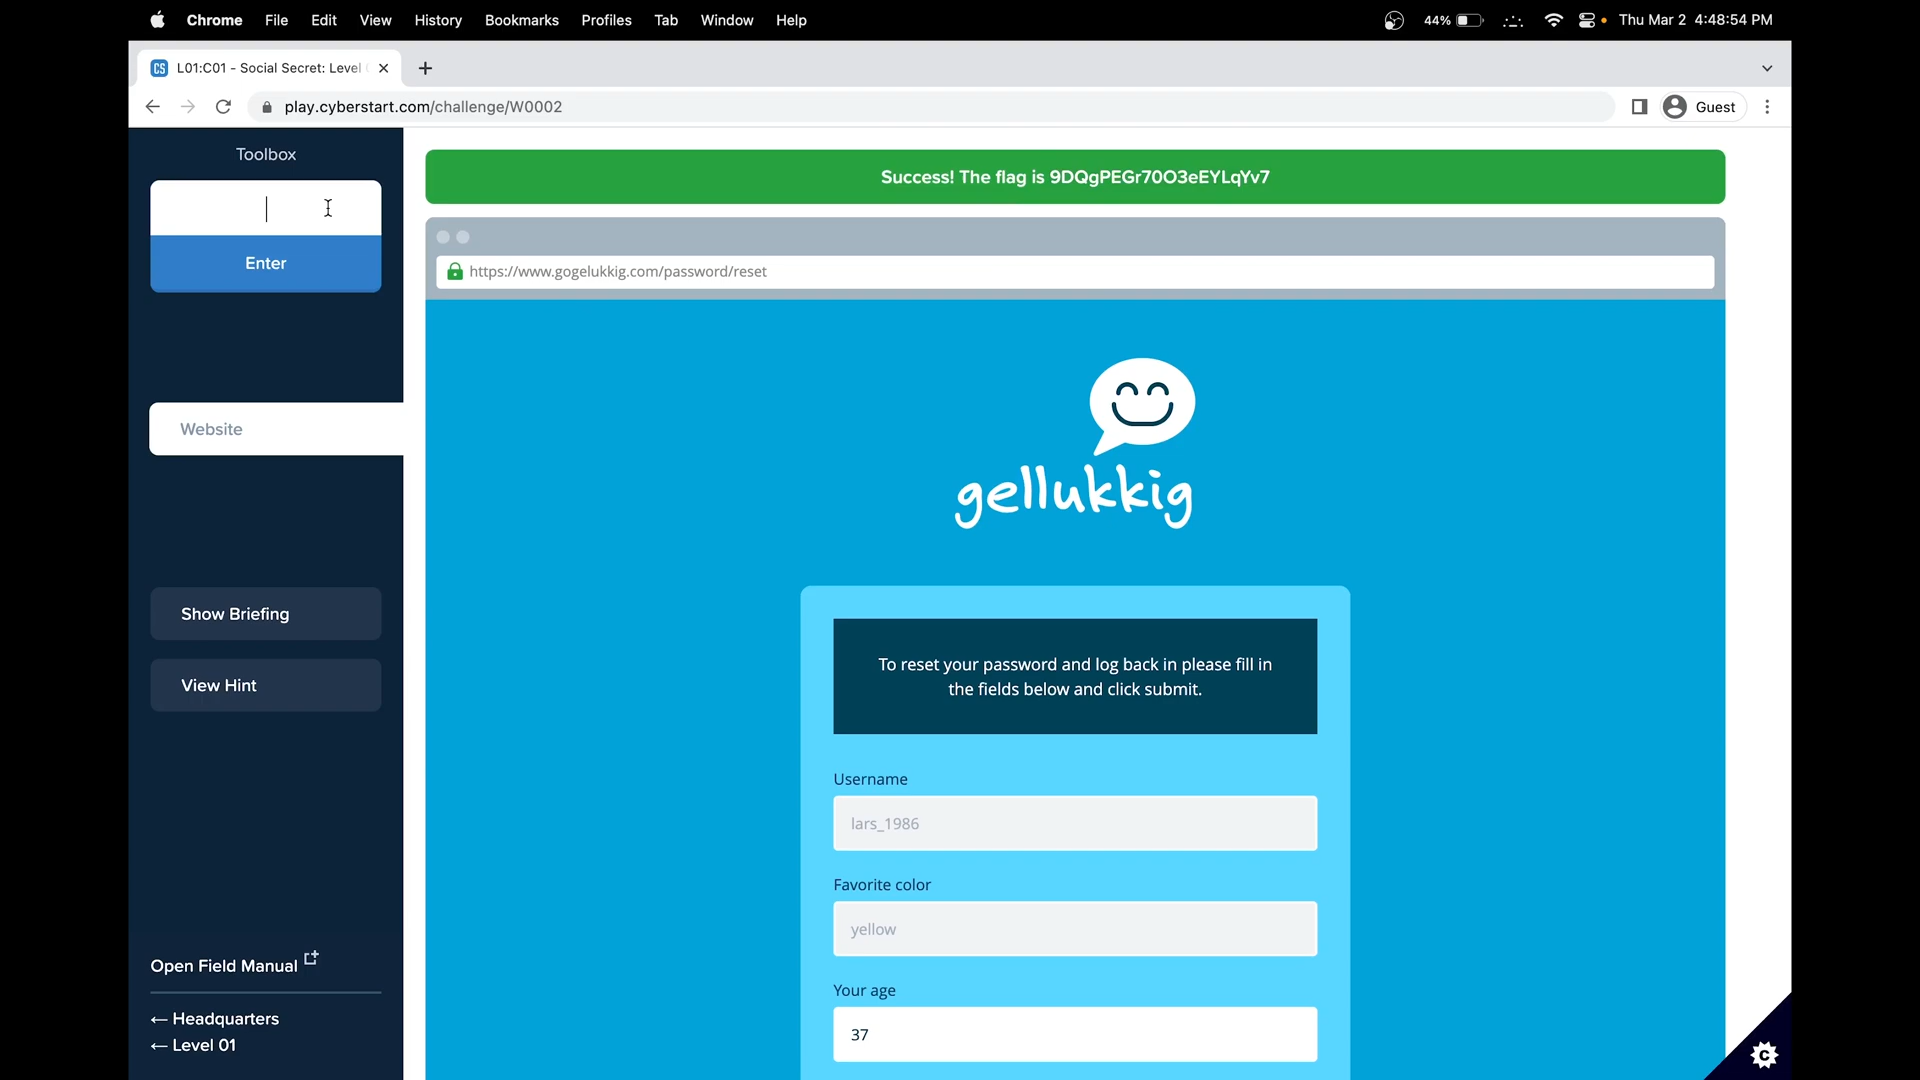 Chrome File Edit View History Bookmarks Profiles Tab Window Help 44% Thu Mar 2 4:48:54 PM
CS L01:C01 - Social Secret: Level
play.cyberstart.com/challenge/W0002 Guest
Toolbox
Enter
Website
Show Briefing
View Hint
Open Field Manual
← Headquarters
← Level 01
Success! The flag is 9DQgPEGr70O3eEYLqYv7
https://www.gogelukkig.com/password/reset
gellukkig
To reset your password and log back in please fill in
the fields below and click submit.
Username
lars_1986
Favorite color
yellow
Your age
37
C